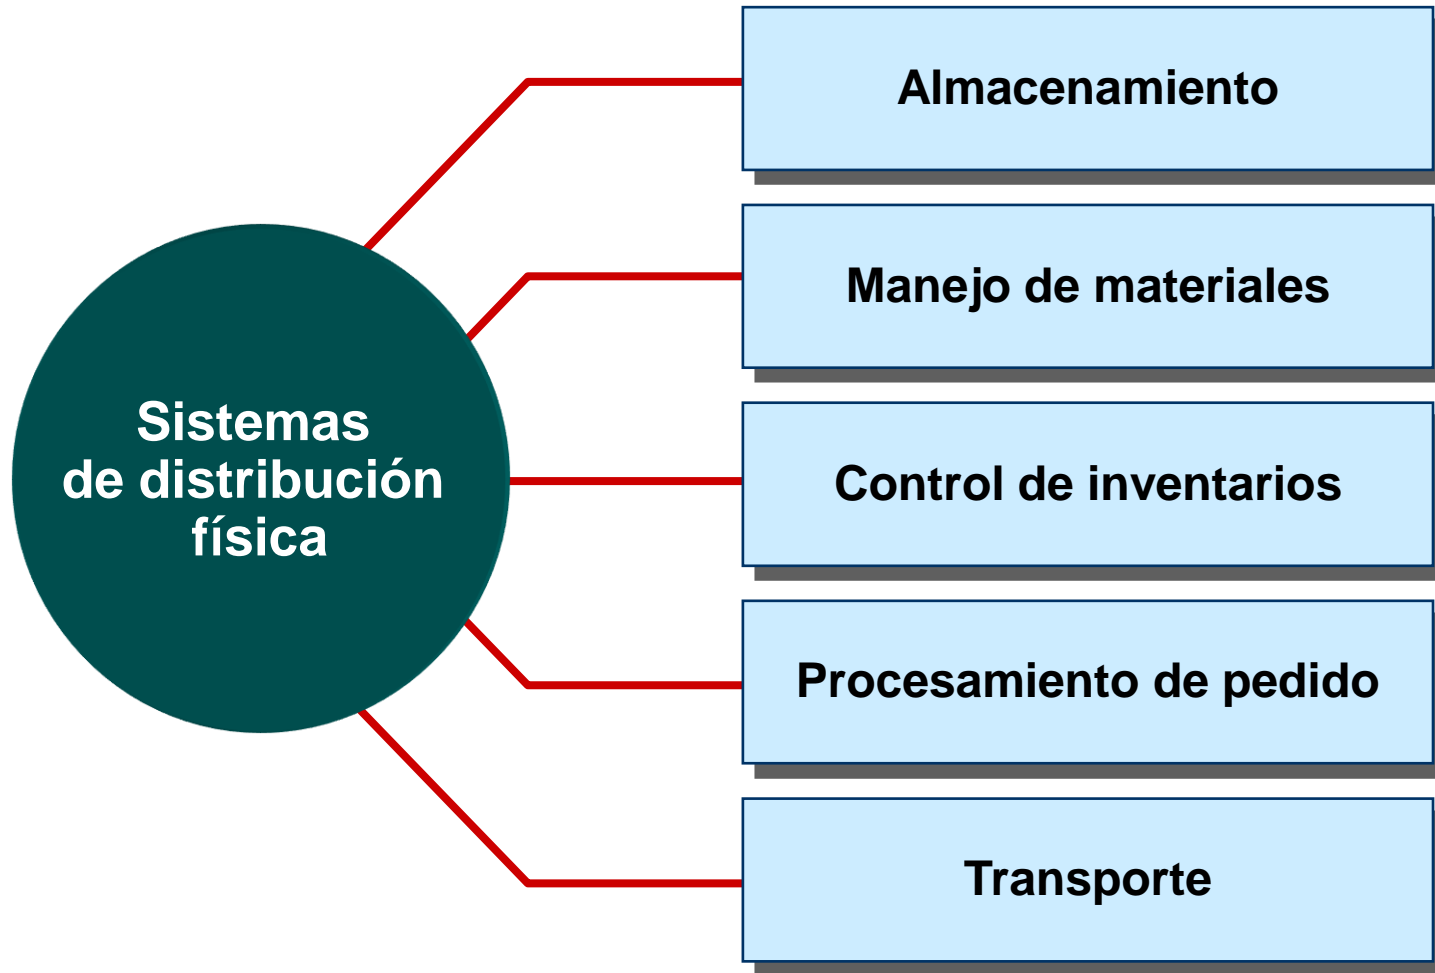 Sistemas
de distribución
física
Almacenamiento
Manejo de materiales
Control de inventarios
Procesamiento de pedido
Transporte